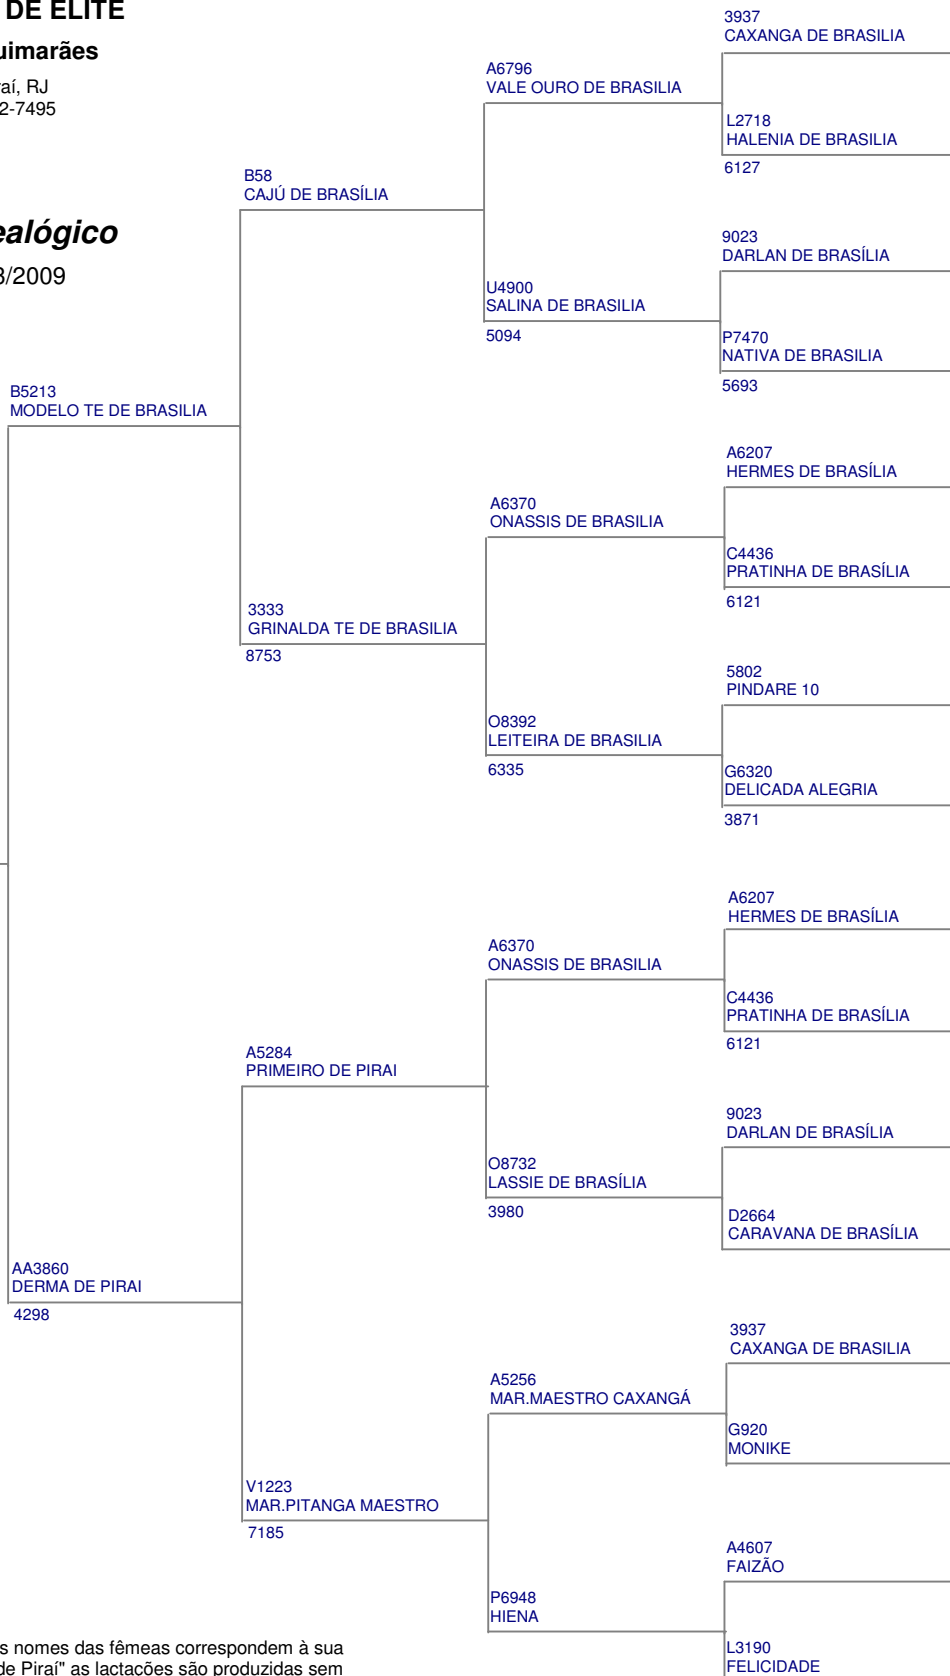 DE ELITE
uimarães
aí, RJ
2-7495
ealógico
3/2009
B5213
MODELO TE DE BRASILIA
B58
CAJÚ DE BRASÍLIA
A6796
VALE OURO DE BRASILIA
3937
CAXANGA DE BRASILIA
L2718
HALENIA DE BRASILIA
6127
U4900
SALINA DE BRASILIA
5094
9023
DARLAN DE BRASÍLIA
P7470
NATIVA DE BRASILIA
5693
3333
GRINALDA TE DE BRASILIA
8753
A6370
ONASSIS DE BRASILIA
A6207
HERMES DE BRASÍLIA
C4436
PRATINHA DE BRASÍLIA
6121
O8392
LEITEIRA DE BRASILIA
6335
5802
PINDARE 10
G6320
DELICADA ALEGRIA
3871
AA3860
DERMA DE PIRAI
4298
A5284
PRIMEIRO DE PIRAI
A6370
ONASSIS DE BRASILIA
A6207
HERMES DE BRASÍLIA
C4436
PRATINHA DE BRASÍLIA
6121
O8732
LASSIE DE BRASÍLIA
3980
9023
DARLAN DE BRASÍLIA
D2664
CARAVANA DE BRASÍLIA
V1223
MAR.PITANGA MAESTRO
7185
A5256
MAR.MAESTRO CAXANGÁ
3937
CAXANGA DE BRASILIA
G920
MONIKE
P6948
HIENA
A4607
FAIZÃO
L3190
FELICIDADE
s nomes das fêmeas correspondem à sua
de Piraí" as lactações são produzidas sem